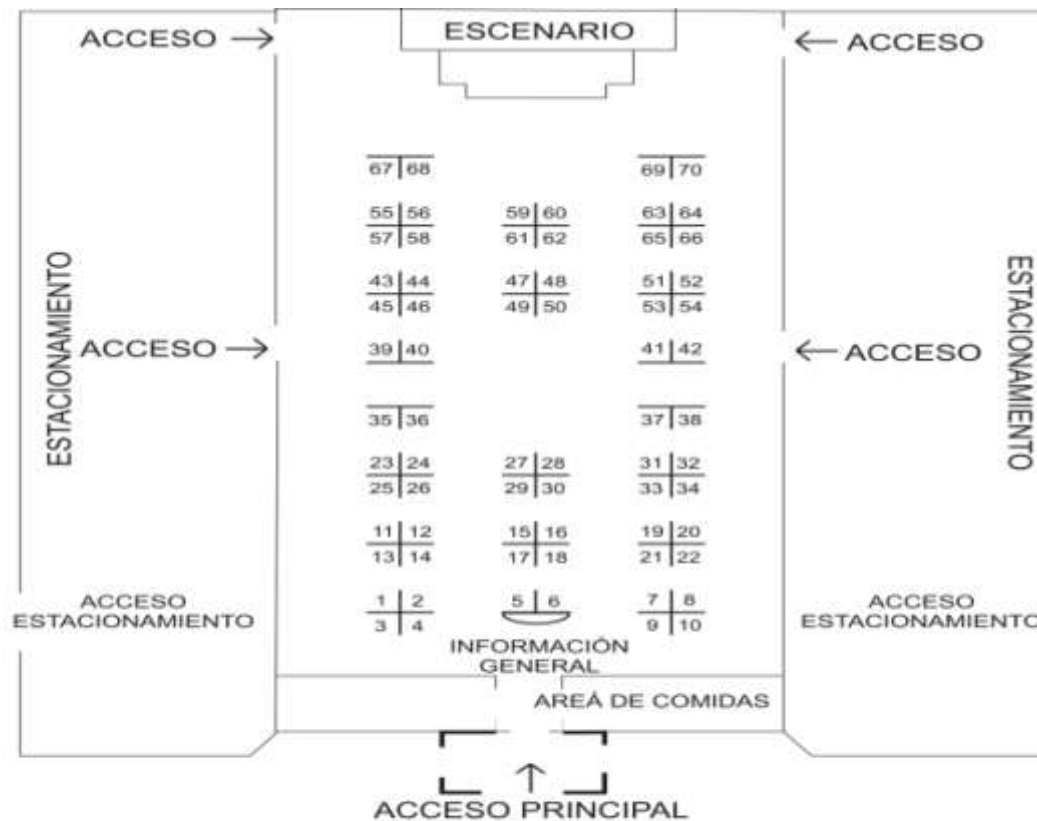 ESCENARIO
ACCESO
ACCESO
67 68
69 70
55 56
59 60
63 64
57 58
61 62
65 66
43 44
47 48
51 52
45 46
49 50
53 54
ESTACIONAMIENTO
ESTACIONAMIENTO
ACCESO
39 40
41 42
ACCESO
35 36
37 38
23 24
27 28
31 32
25 26
29 30
33 34
11 12
15 16
19 20
13 14
17 18
21 22
ACCESO
ESTACIONAMIENTO
1 2
5 6
7 8
3 4
9 10
ACCESO
ESTACIONAMIENTO
INFORMACIÓN
GENERAL
AREÁ DE COMIDAS
ACCESO PRINCIPAL